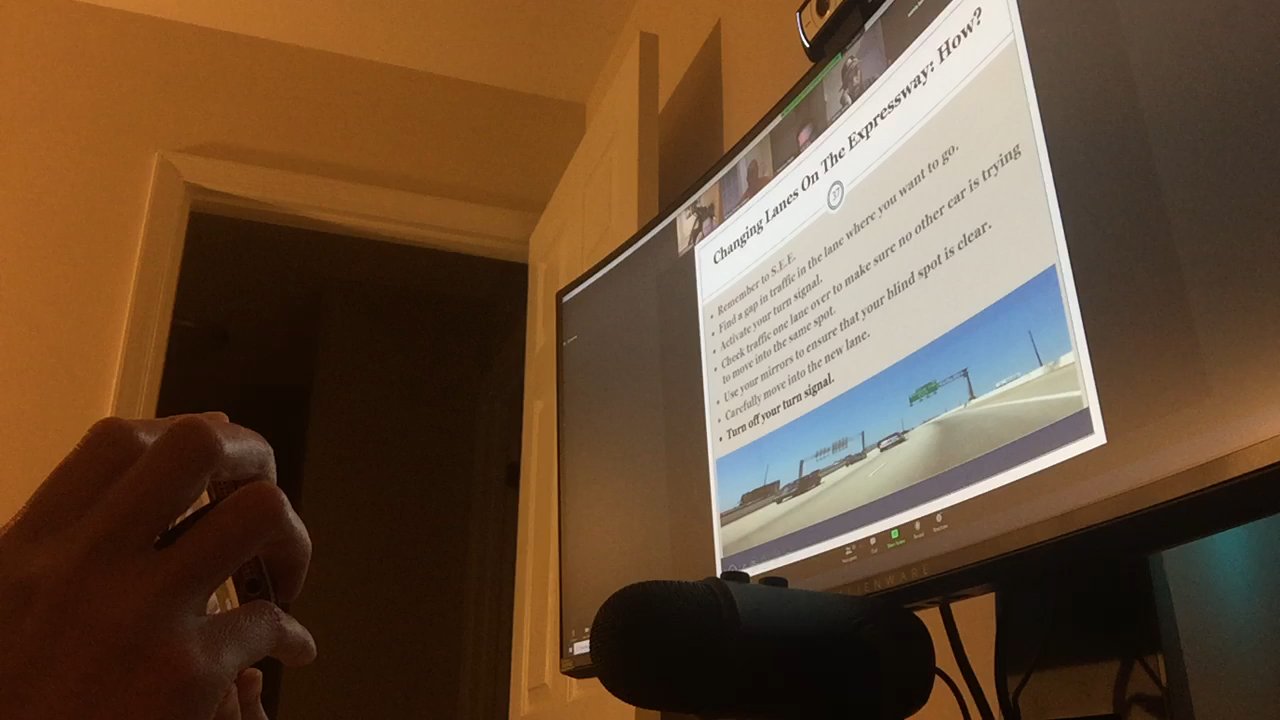 Changing Lanes On The Expressway: How?
37
• Remember to S.E.E.
• Find a gap in traffic in the lane where you want to go.
• Activate your turn signal.
• Check traffic one lane over to make sure no other car is trying
to move into the same spot.
• Use your mirrors to ensure that your blind spot is clear.
• Carefully move into the new lane.
• Turn off your turn signal.
ALIENWARE